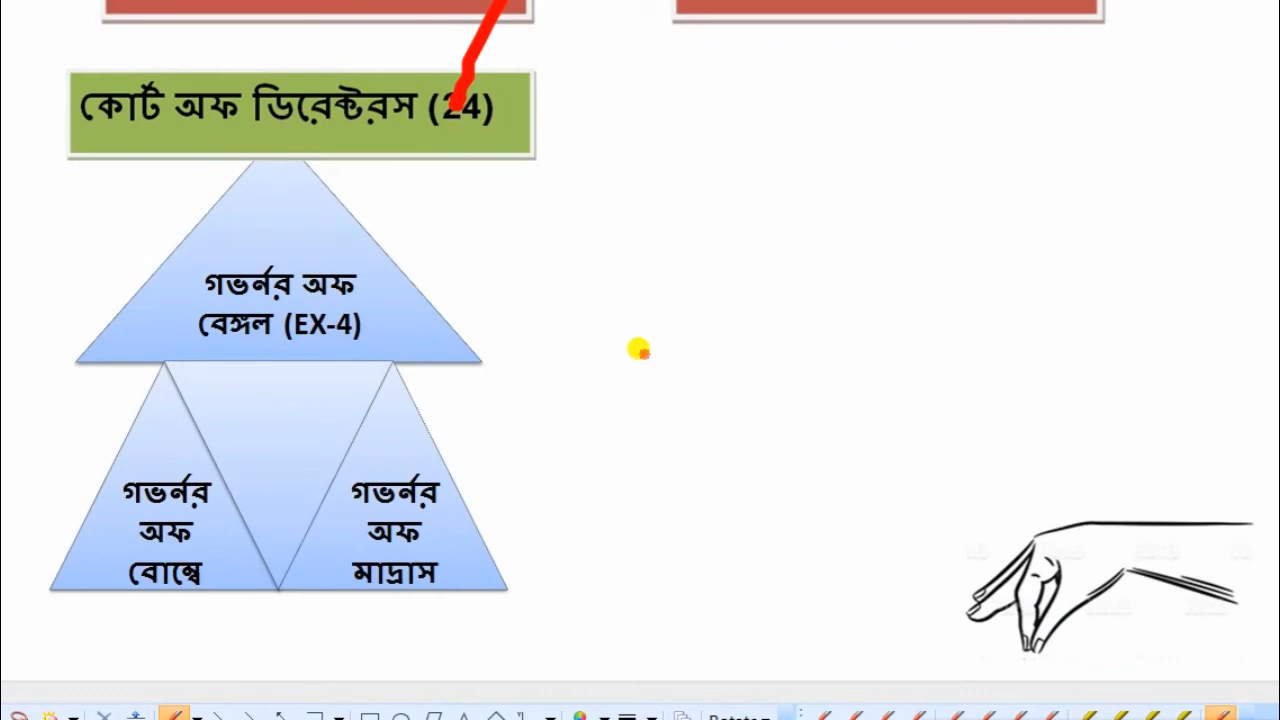 কোর্ট অফ ডিরেক্টরস (24)
গভর্নর অফ
বেঙ্গল (EX-4)
গভর্নর
অফ
বোম্বে
গভর্নর
অফ
মাদ্রাস